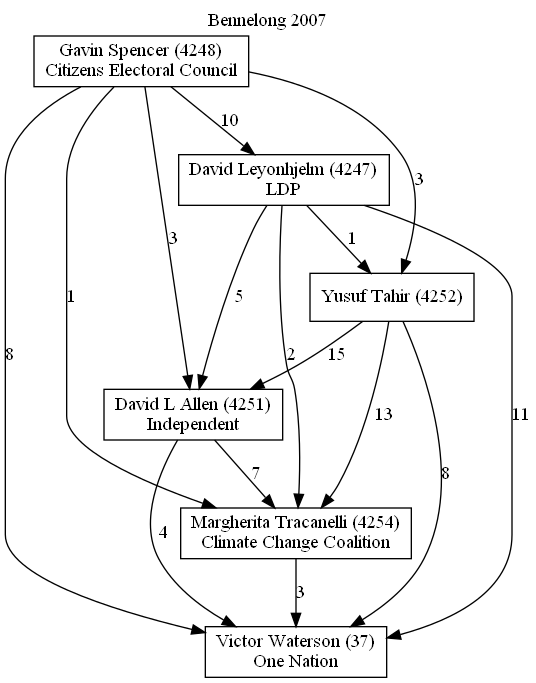 Bennelong 2007
Gavin Spencer (4248)
Citizens Electoral Council
10
David Leyonhjelm (4247)
LDP
3
3
1
Yusuf Tahir (4252)
1
5
8
2
15
David L Allen (4251)
Independent
13
11
7
8
4
Margherita Tracanelli (4254)
Climate Change Coalition
3
Victor Waterson (37)
One Nation